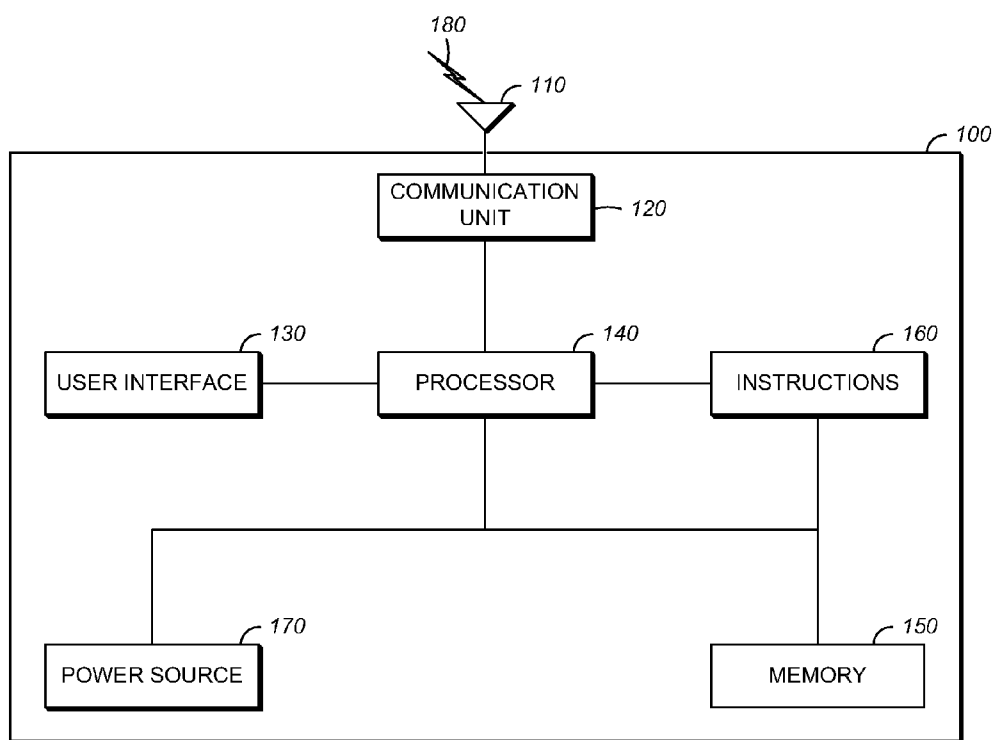 180
110
100
COMMUNICATION
UNIT
120
130
140
160
USER INTERFACE
PROCESSOR
INSTRUCTIONS
170
150
POWER SOURCE
MEMORY